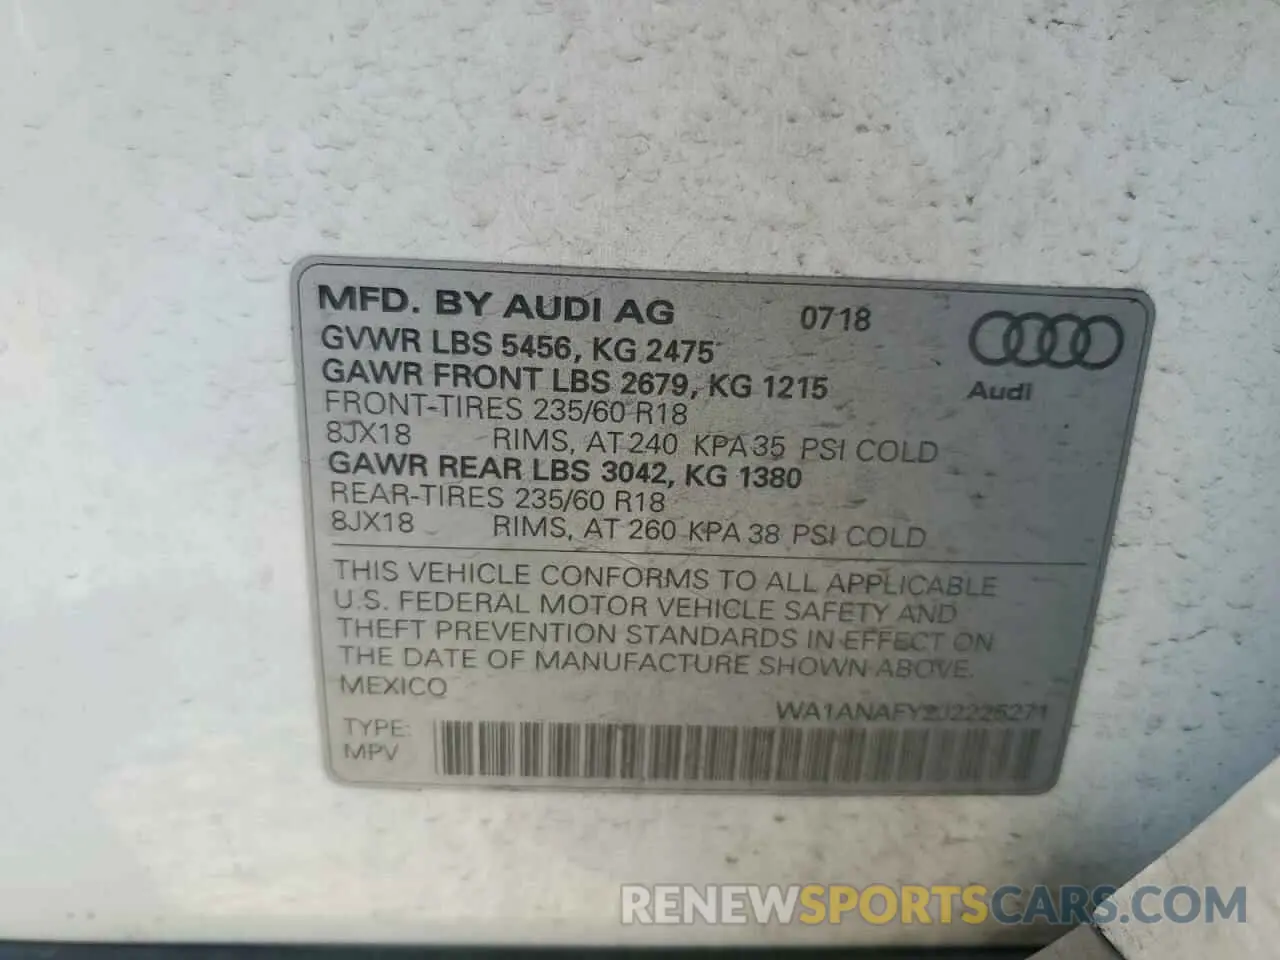 MFD. BY AUDI AG 0718
GVWR LBS 5456, KG 2475
GAWR FRONT LBS 2679, KG 1215
Audi
FRONT-TIRES 235/60 R18
8JX18 RIMS, AT 240 KPA 35 PSI COLD
GAWR REAR LBS 3042, KG 1380
REAR-TIRES 235/60 R18
8JX18 RIMS, AT 260 KPA 38 PSI COLD
THIS VEHICLE CONFORMS TO ALL APPLICABLE
U.S. FEDERAL MOTOR VEHICLE SAFETY AND
THEFT PREVENTION STANDARDS IN EFFECT ON
THE DATE OF MANUFACTURE SHOWN ABOVE.
MEXICO
WA1ANAFY2J2225271
TYPE:
MPV
RENEWSPORTSCARS.COM